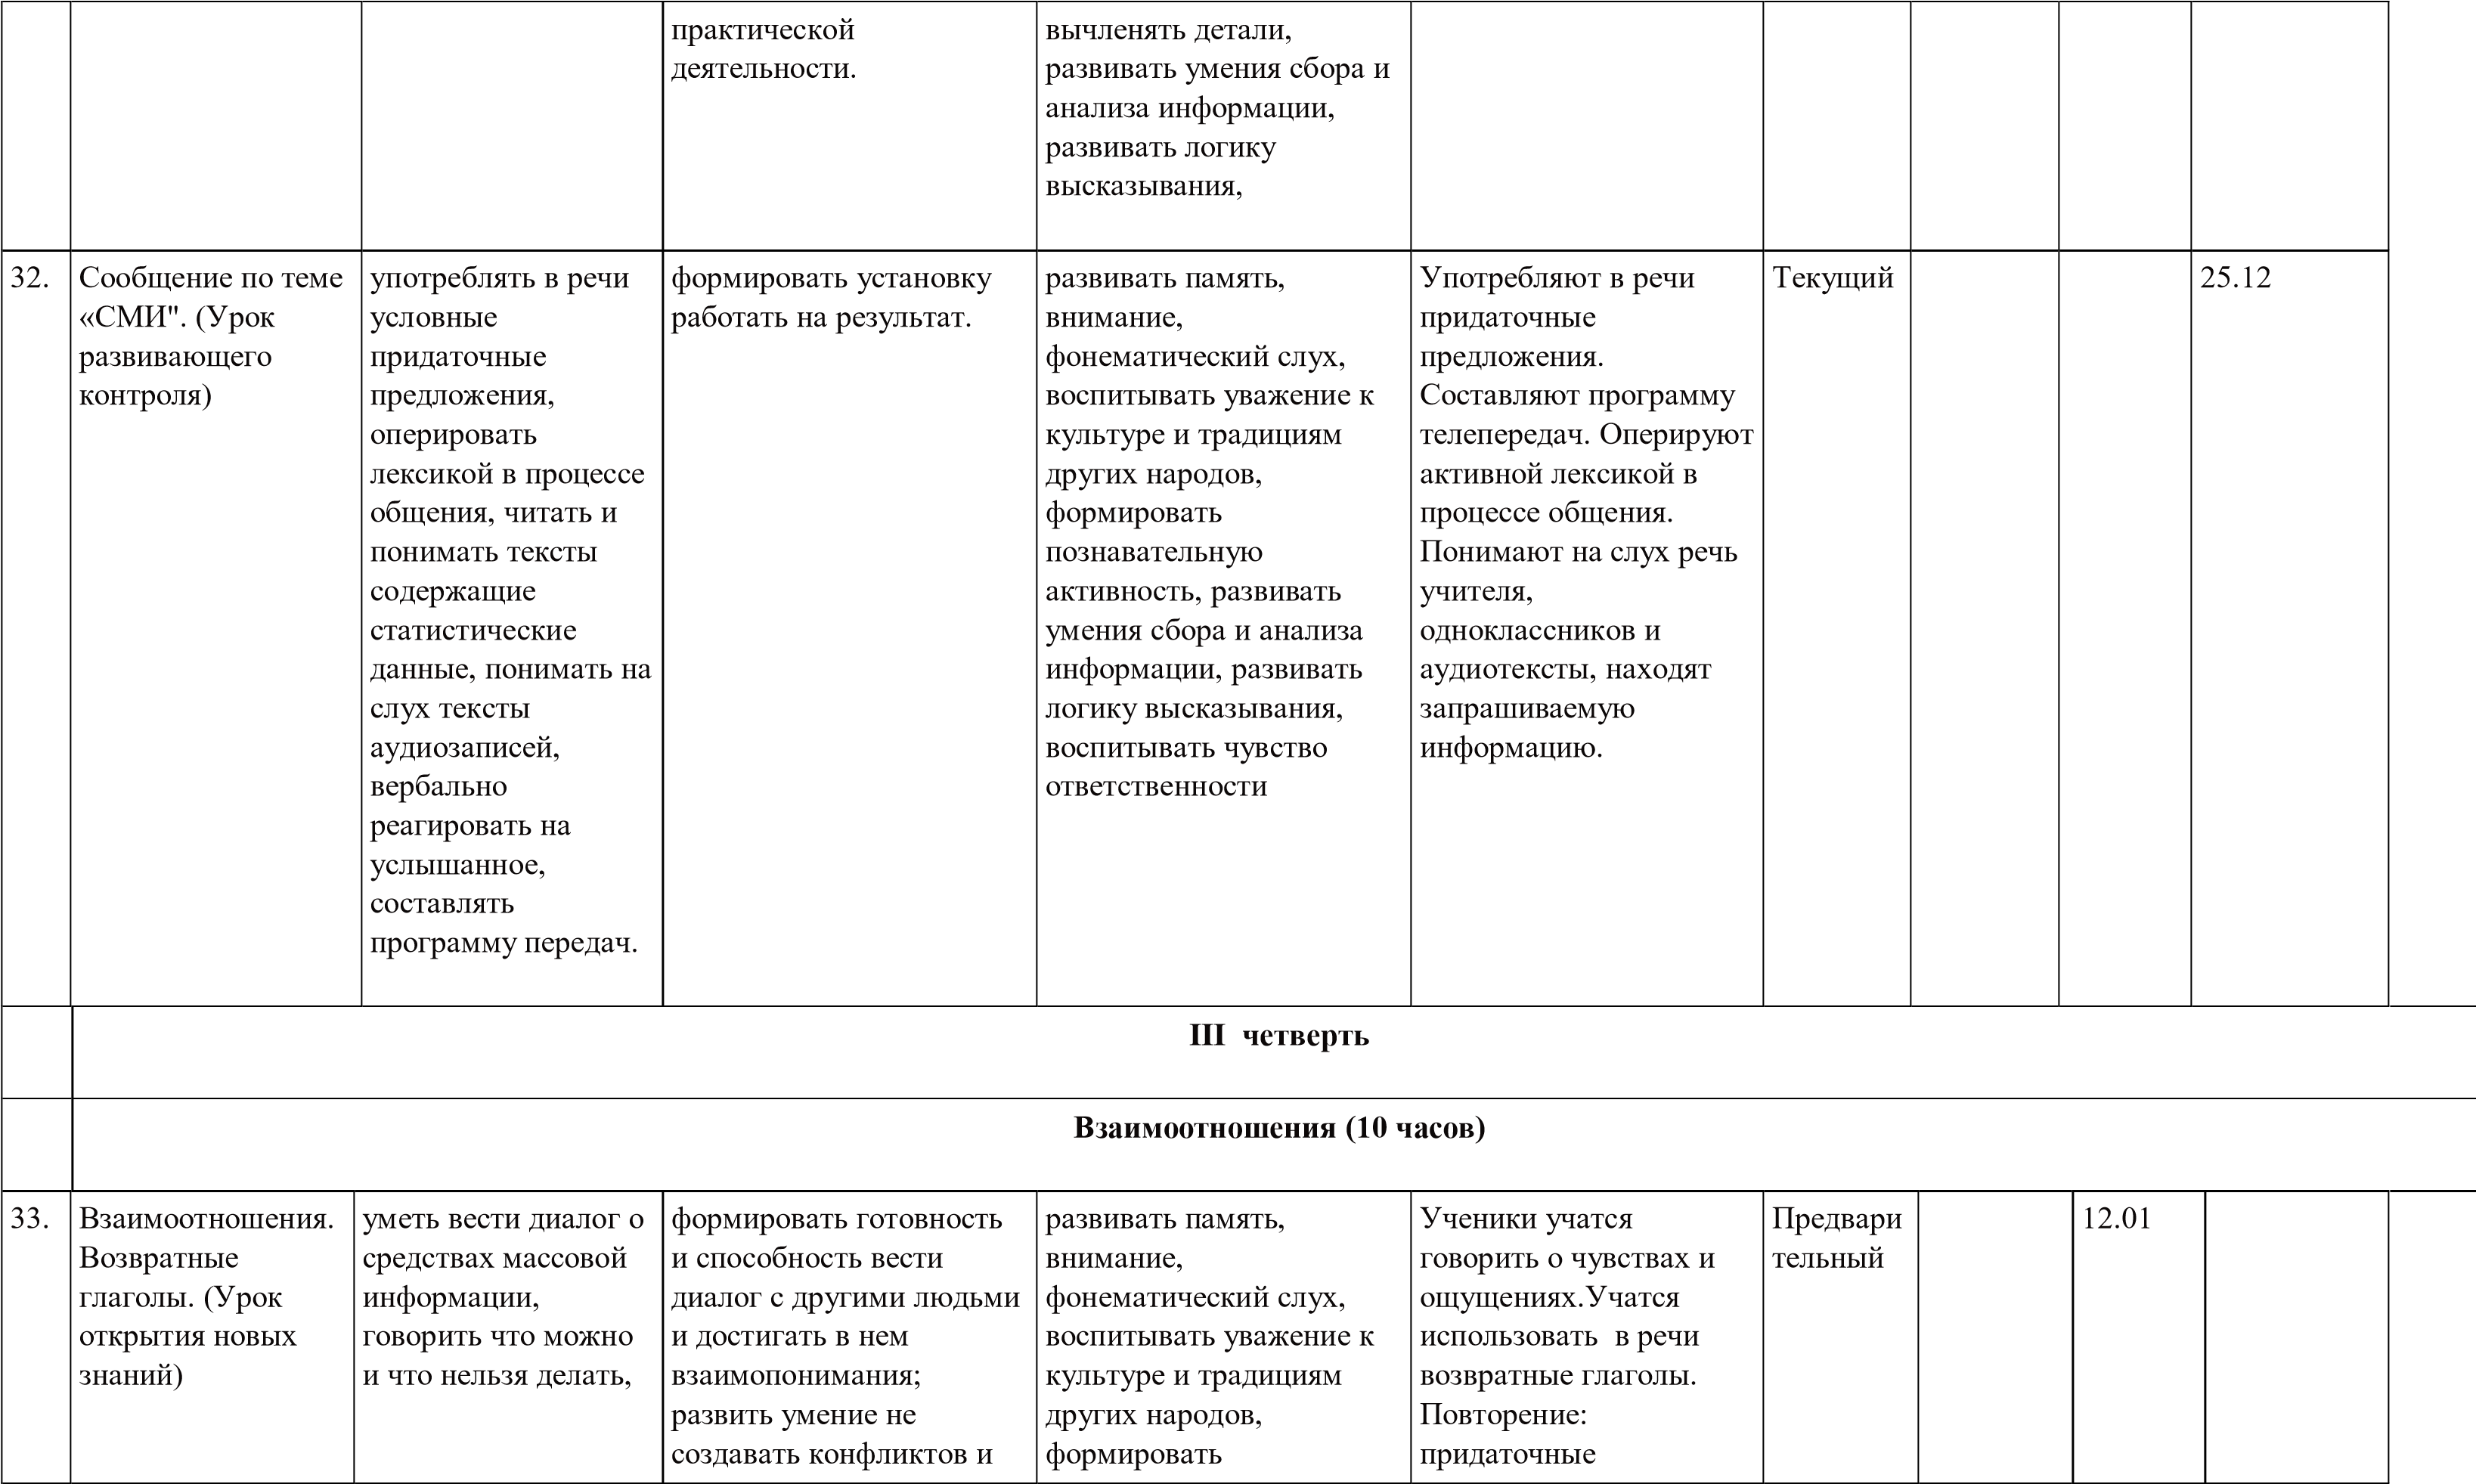 практической
деятельности.
вычленять детали,
развивать умения сбора и
анализа информации,
развивать логику
высказывания,
32.
Сообщение по теме
«СМИ". (Урок
развивающего
контроля)
употреблять в речи
условные
придаточные
предложения,
оперировать
лексикой в процессе
общения, читать и
понимать тексты
содержащие
статистические
данные, понимать на
слух тексты
аудиозаписей,
вербально
реагировать на
услышанное,
составлять
программу передач.
формировать установку
работать на результат.
развивать память,
внимание,
фонематический слух,
воспитывать уважение к
культуре и традициям
других народов,
формировать
познавательную
активность, развивать
умения сбора и анализа
информации, развивать
логику высказывания,
воспитывать чувство
ответственности
Употребляют в речи
придаточные
предложения.
Составляют программу
телепередач. Оперируют
активной лексикой в
процессе общения.
Понимают на слух речь
учителя,
одноклассников и
аудиотексты, находят
запрашиваемую
информацию.
Текущий
25.12
III  четверть
Взаимоотношения (10 часов)
33.
Взаимоотношения.
Возвратные
глаголы. (Урок
открытия новых
знаний)
уметь вести диалог о
средствах массовой
информации,
говорить что можно
и что нельзя делать,
формировать готовность
и способность вести
диалог с другими людьми
и достигать в нем
взаимопонимания;
развить умение не
создавать конфликтов и
развивать память,
внимание,
фонематический слух,
воспитывать уважение к
культуре и традициям
других народов,
формировать
Ученики учатся
говорить о чувствах и
ощущениях.Учатся
использовать  в речи
возвратные глаголы.
Повторение:
придаточные
Предвари
тельный
12.01